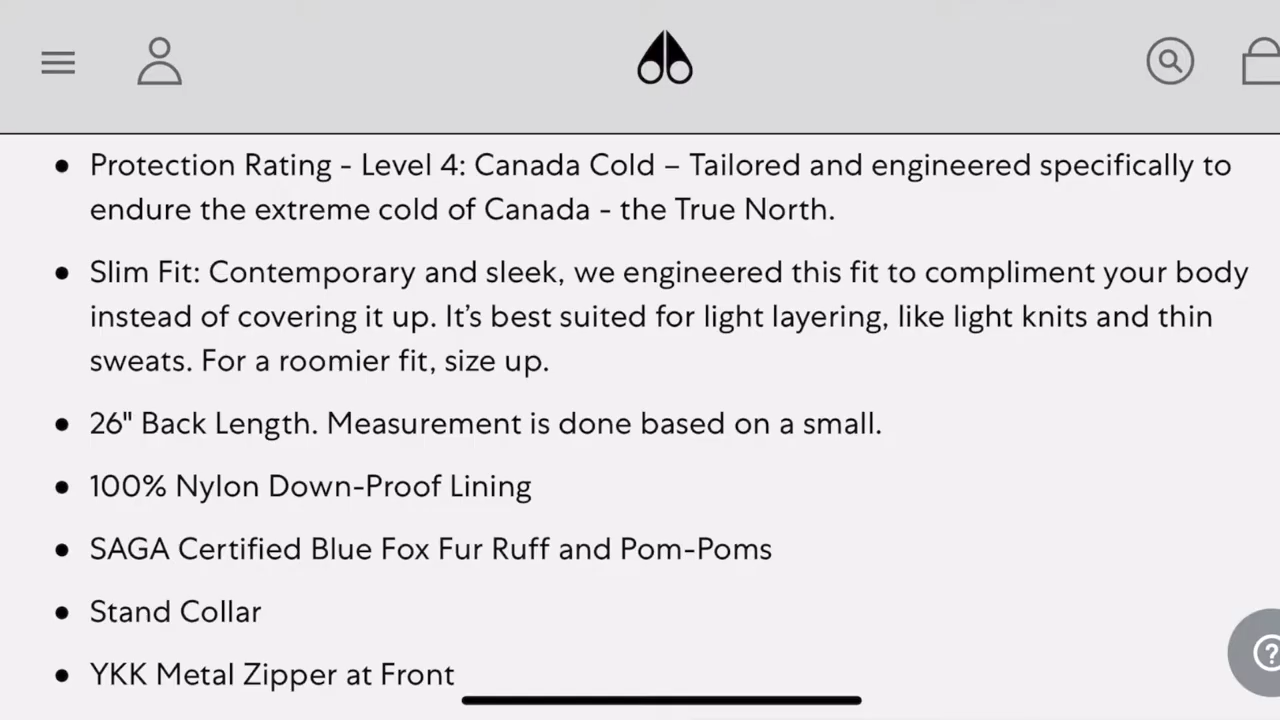 Protection Rating - Level 4: Canada Cold – Tailored and engineered specifically to
endure the extreme cold of Canada - the True North.
Slim Fit: Contemporary and sleek, we engineered this fit to compliment your body
instead of covering it up. It’s best suited for light layering, like light knits and thin
sweats. For a roomier fit, size up.
26" Back Length. Measurement is done based on a small.
100% Nylon Down-Proof Lining
SAGA Certified Blue Fox Fur Ruff and Pom-Poms
Stand Collar
YKK Metal Zipper at Front